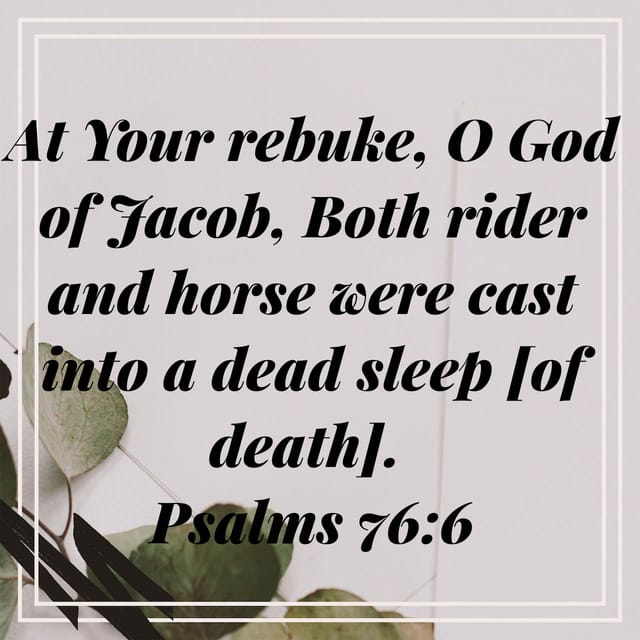 At Your rebuke, O God
of Jacob, Both rider
and horse were cast
into a dead sleep [of
death].
Psalms 76:6